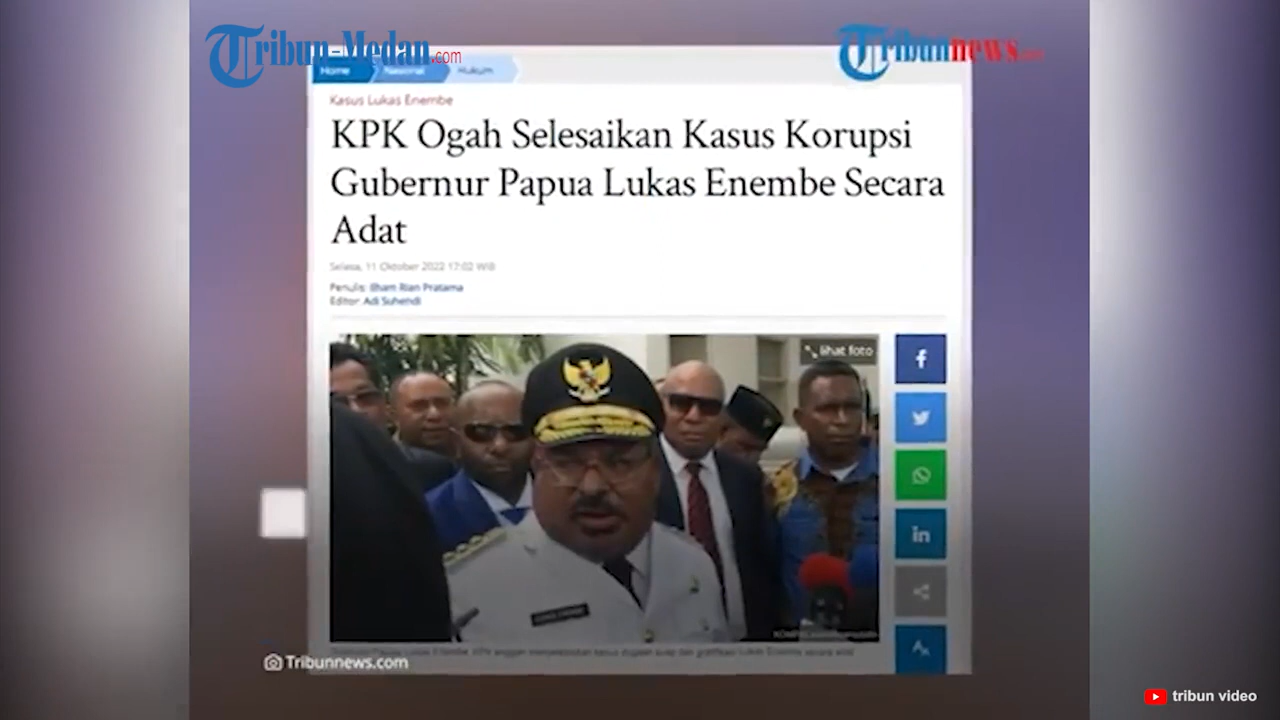 Tribun-Medan.com
Tribunnews.com
Home Nasional Hukum
Kasus Lukas Enembe
KPK Ogah Selesaikan Kasus Korupsi
Gubernur Papua Lukas Enembe Secara
Adat
Selasa, 11 Oktober 2022 17:02 WIB
Penulis: Ilham Rian Pratama
Editor: Adi Suhendi
lihat foto
Tribunnews.com
tribun video